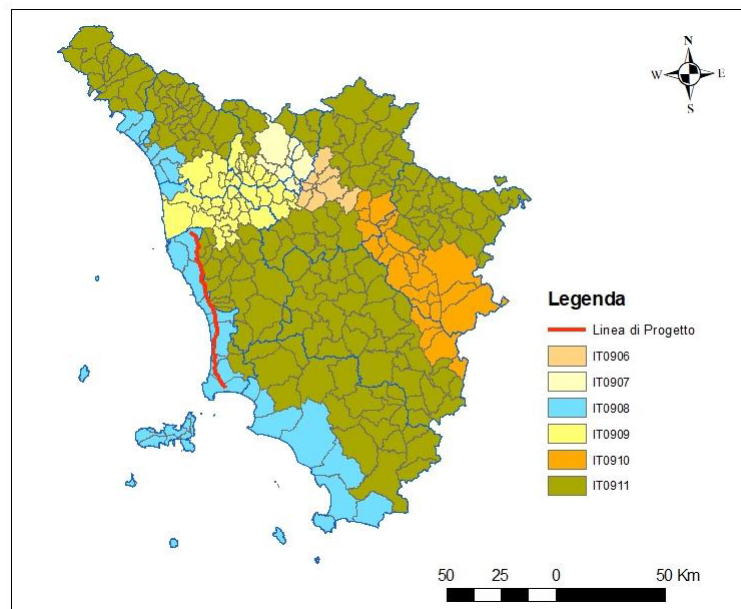 N
W E
S
Legenda
Linea di Progetto
IT0906
IT0907
IT0908
IT0909
IT0910
IT0911
50 25 0 50 Km